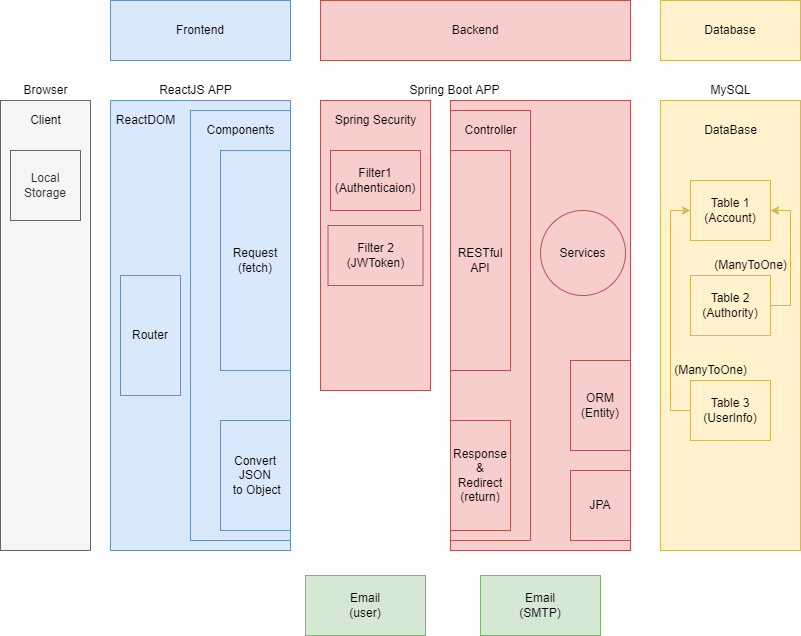 Frontend
Backend
Database
Browser
ReactJS APP
Spring Boot APP
MySQL
Client
Local
Storage
ReactDOM
Components
Request
(fetch)
Router
Convert
JSON
to Object
Spring Security
Filter1
(Authenticaion)
Filter 2
(JWToken)
Controller
RESTful
API
Response
&
Redirect
(return)
Services
ORM
(Entity)
JPA
DataBase
Table 1
(Account)
(ManyToOne)
Table 2
(Authority)
(ManyToOne)
Table 3
(UserInfo)
Email
(user)
Email
(SMTP)